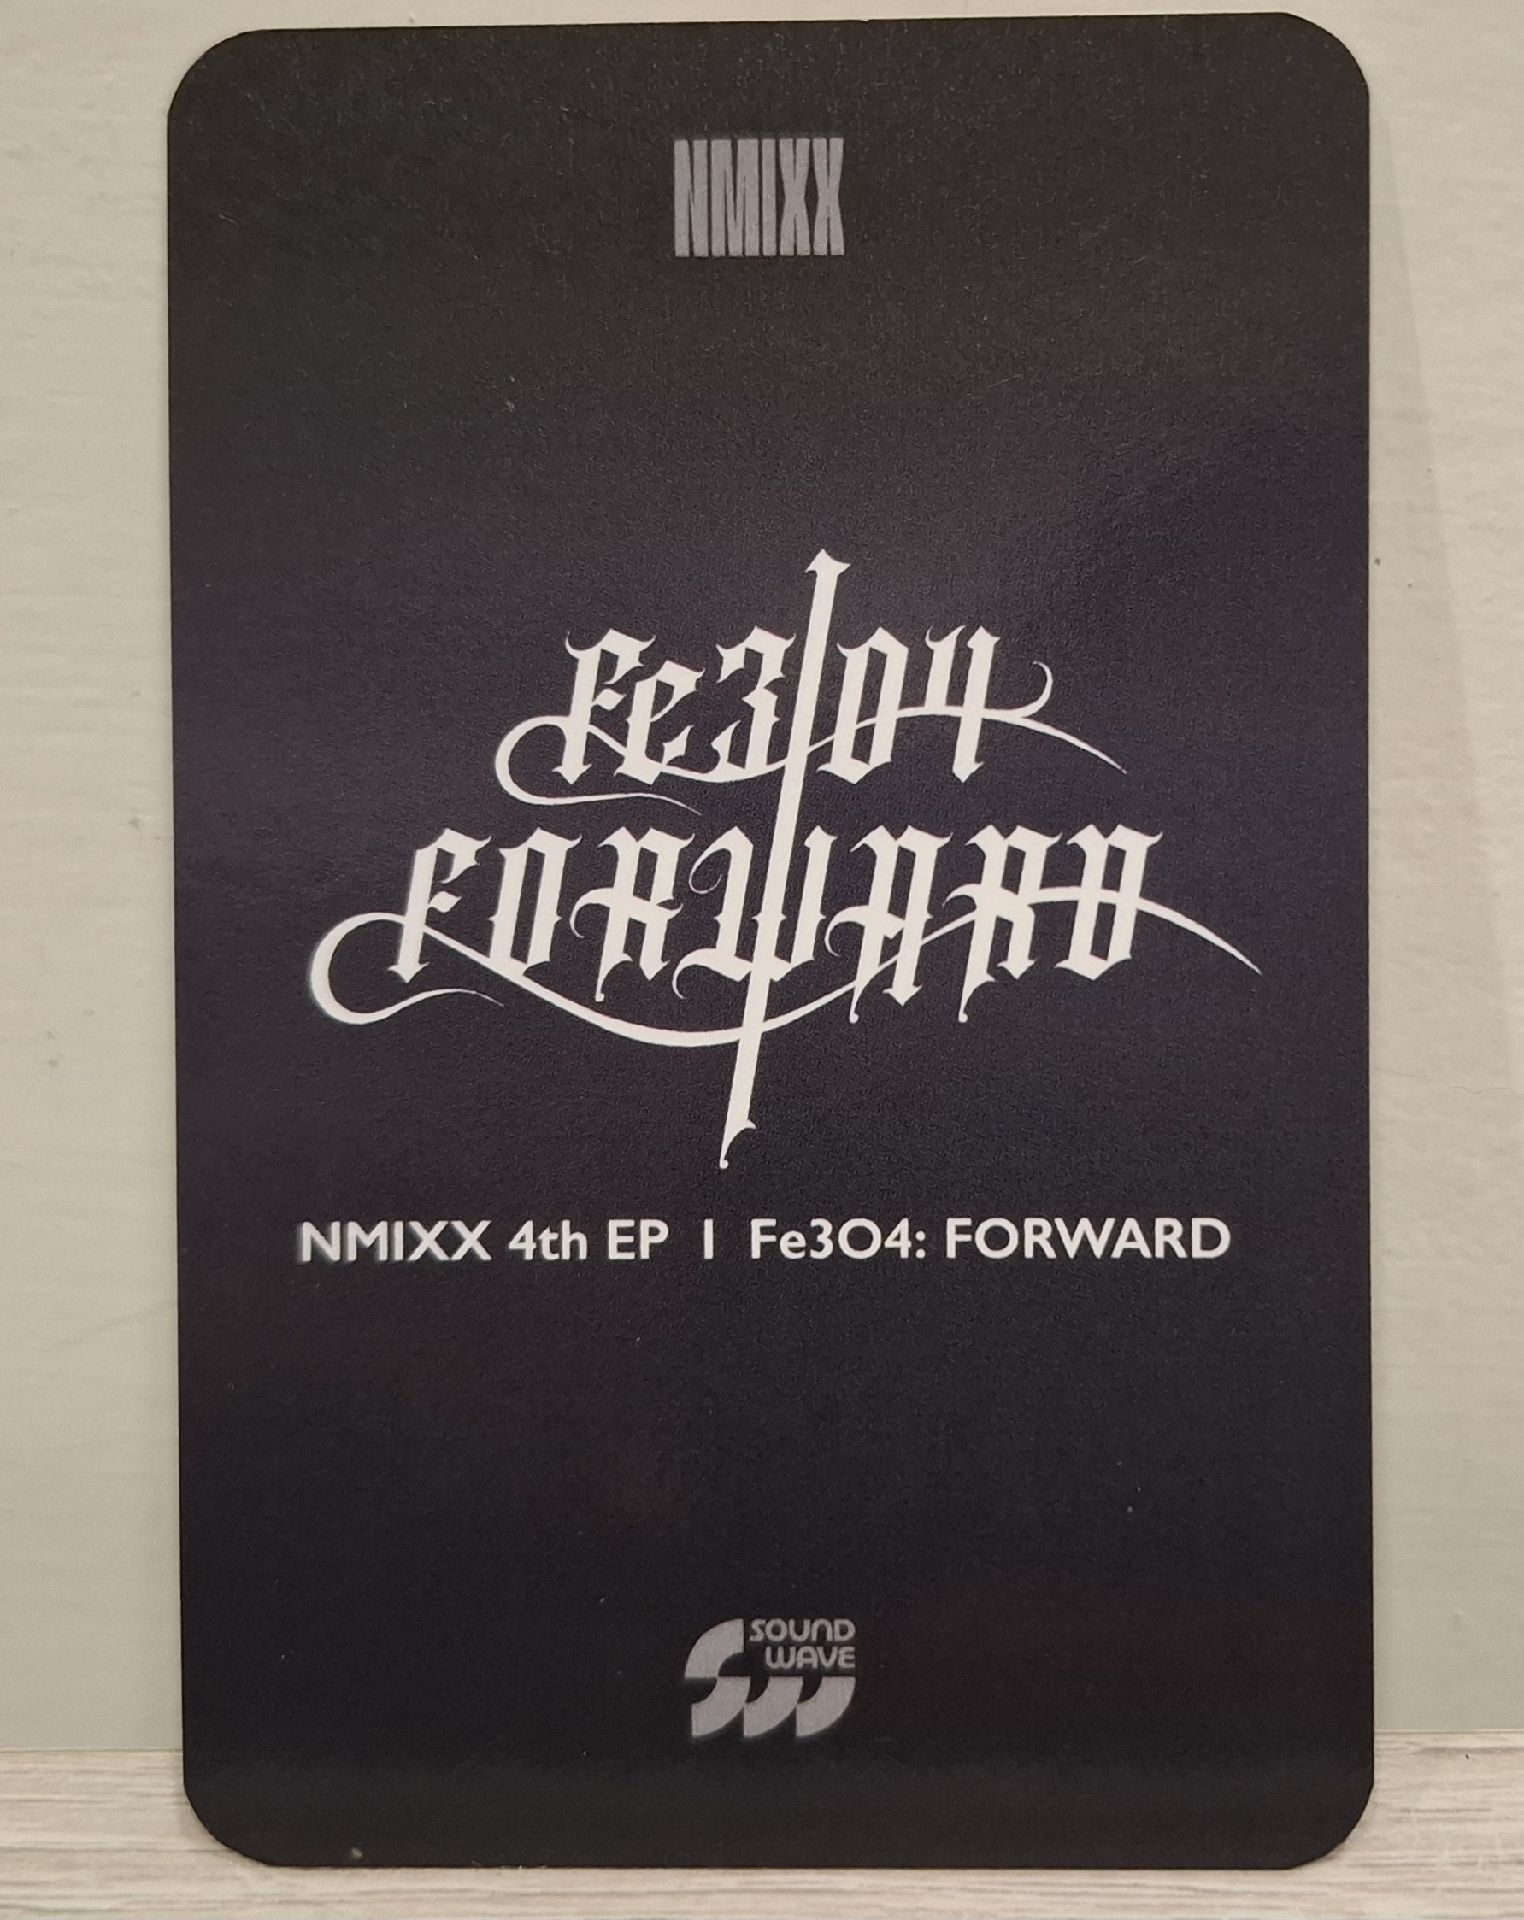 NMIXX
Fe3O4
FORWARD
NMIXX 4th EP | Fe3O4: FORWARD
SOUND
WAVE